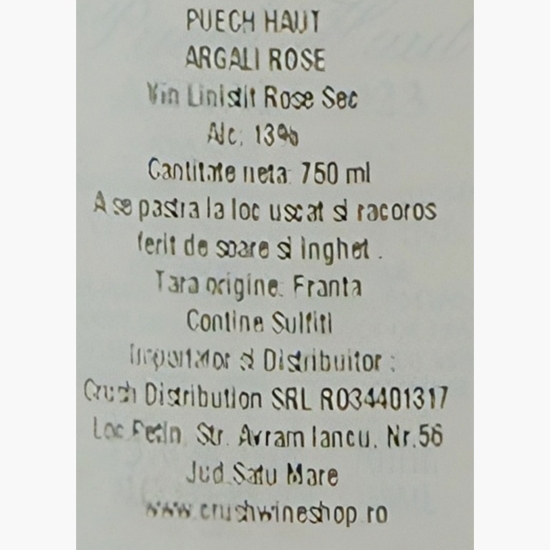 PUECH HAUT
ARGALI ROSE
Vin Linistit Rose Sec
Alc; 13%
Cantitate neta: 750 ml
A se pastra la loc uscat si racoros
ferit de soare si inghet .
Tara origine: Franta
Contine Sulfiti
Importator si Distribuitor :
Crush Distribution SRL RO34401317
Loc.Petin, Str. Avram Iancu, Nr.56
Jud.Satu Mare
www.crushwineshop.ro